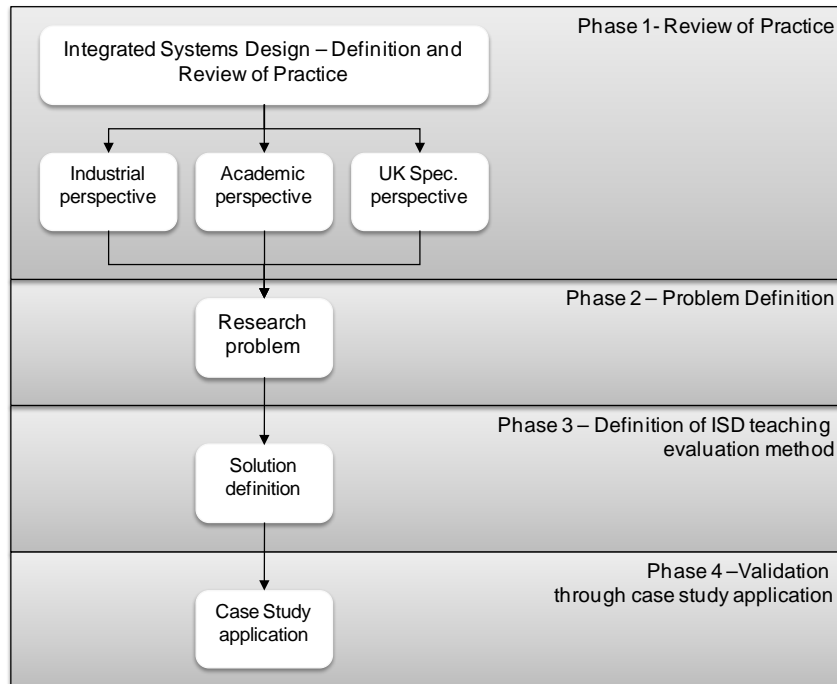 Phase 1- Review of Practice
Integrated Systems Design – Definition and
Review of Practice
Industrial
perspective
Academic
perspective
UK Spec.
perspective
Phase 2 – Problem Definition
Research
problem
Phase 3 – Definition of ISD teaching
evaluation method
Solution
definition
Phase 4 –Validation
through case study application
Case Study
application